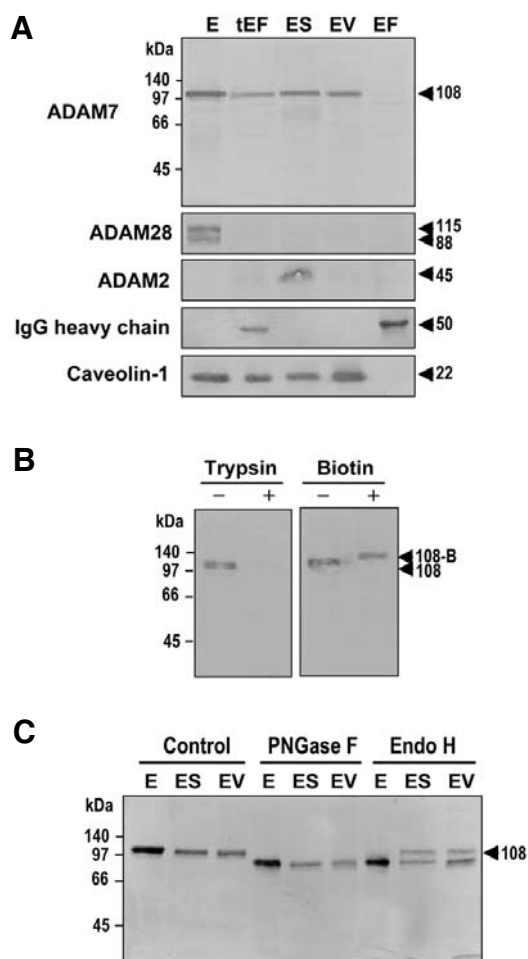 A
E tEF ES EV EF
kDa
140
97
66
45
ADAM7
108
ADAM28
115
88
ADAM2
45
IgG heavy chain
50
Caveolin-1
22
B
Trypsin Biotin
− + − +
kDa
140
97
66
45
108-B
108
C
Control PNGase F Endo H
E ES EV E ES EV E ES EV
kDa
140
97
66
45
108